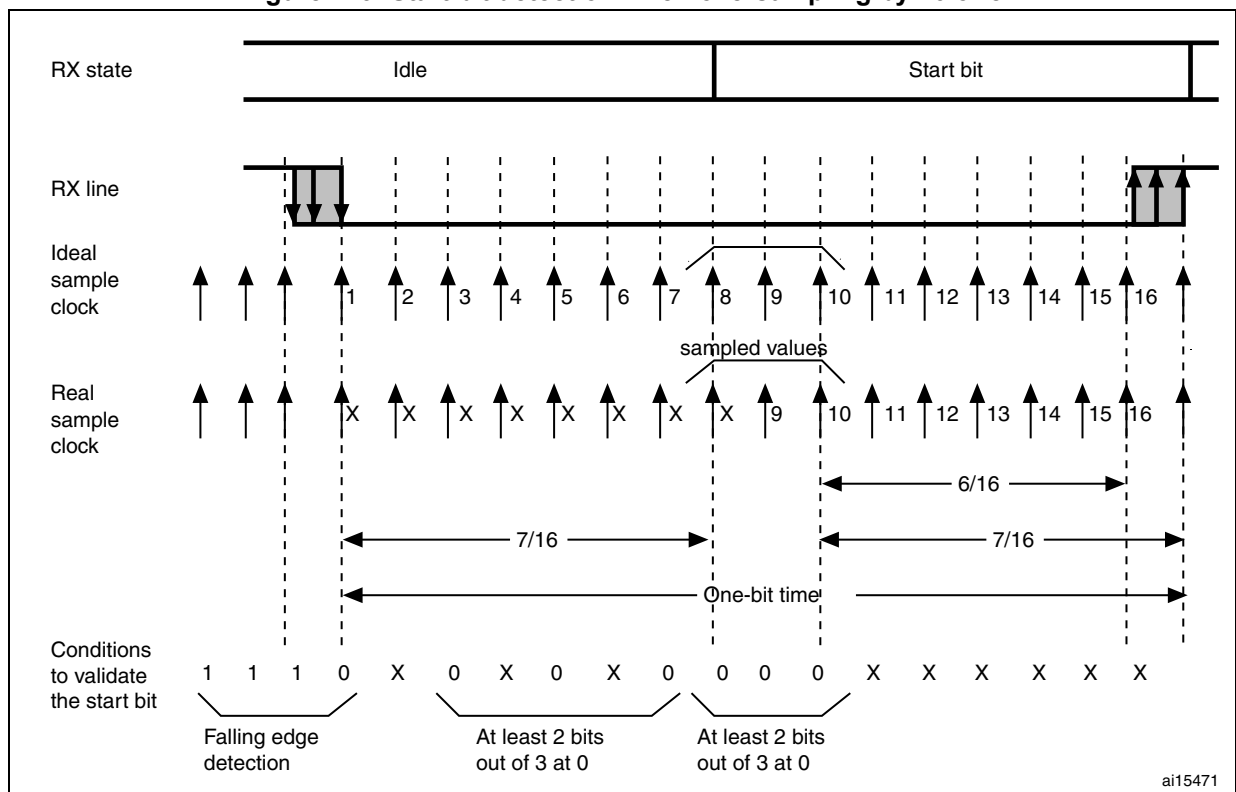 RX state
Idle
Start bit
RX line
Ideal
sample
clock
1 2 3 4 5 6 7 8 9 10 11 12 13 14 15 16
sampled values
Real
sample
clock
X X X X X X X X 9 10 11 12 13 14 15 16
6/16
7/16
7/16
One-bit time
Conditions
to validate
the start bit
1 1 1 0 X 0 X 0 X 0 0 0 0 X X X X X X
Falling edge
detection
At least 2 bits
out of 3 at 0
At least 2 bits
out of 3 at 0
ai15471